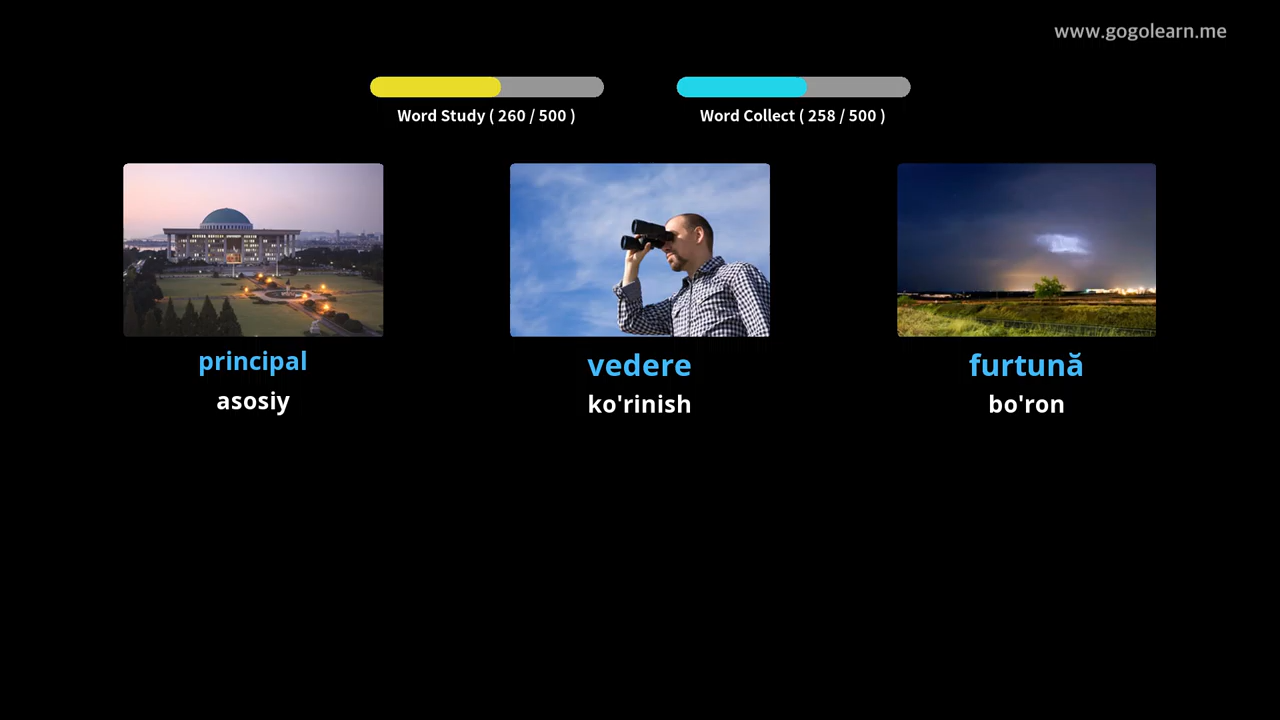 www.gogolearn.me
Word Study ( 260 / 500 )
Word Collect ( 258 / 500 )
principal
asosiy
vedere
ko'rinish
furtună
bo'ron